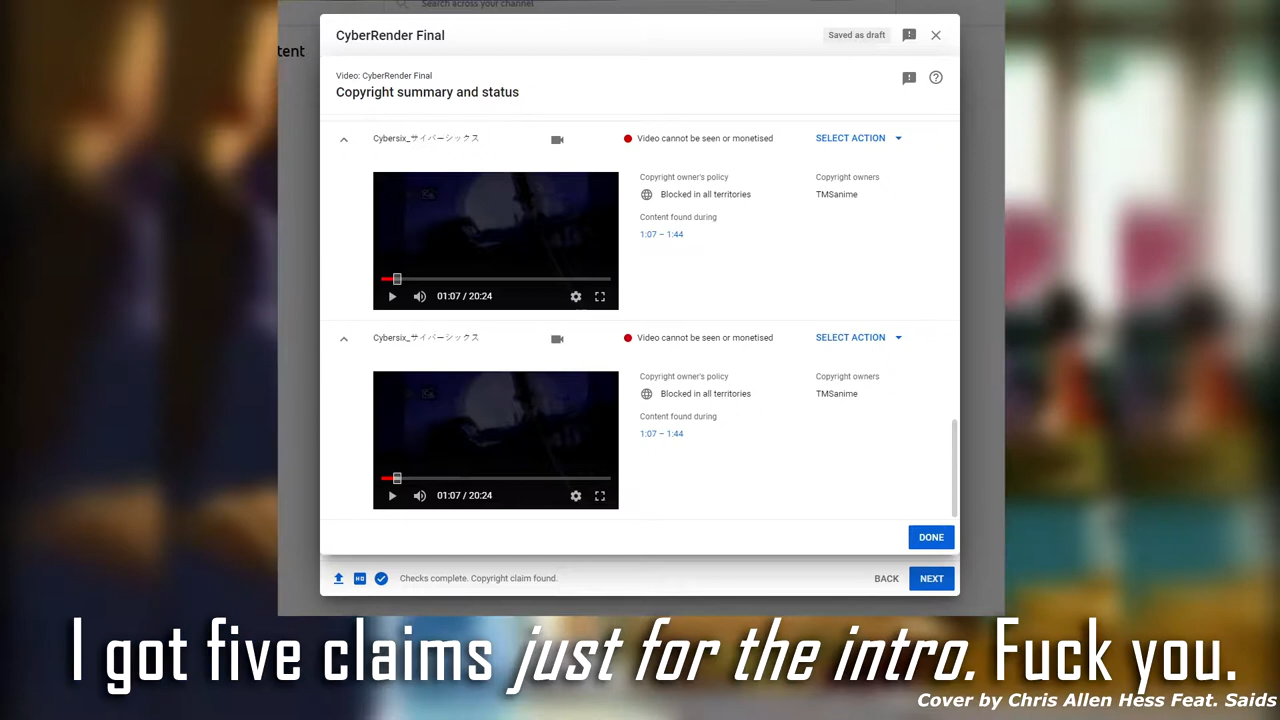 Search across your channel
tent
CyberRender Final
Saved as draft
Video: CyberRender Final
Copyright summary and status
Cybersix_サイバーシックス
Video cannot be seen or monetised
SELECT ACTION
Copyright owner's policy
Copyright owners
Blocked in all territories
TMSanime
Content found during
1:07 – 1:44
01:07 / 20:24
Cybersix_サイバーシックス
Video cannot be seen or monetised
SELECT ACTION
Copyright owner's policy
Copyright owners
Blocked in all territories
TMSanime
Content found during
1:07 – 1:44
01:07 / 20:24
DONE
HD
Checks complete. Copyright claim found.
BACK
NEXT
I got five claims just for the intro. Fuck you.
Cover by Chris Allen Hess Feat. Saids